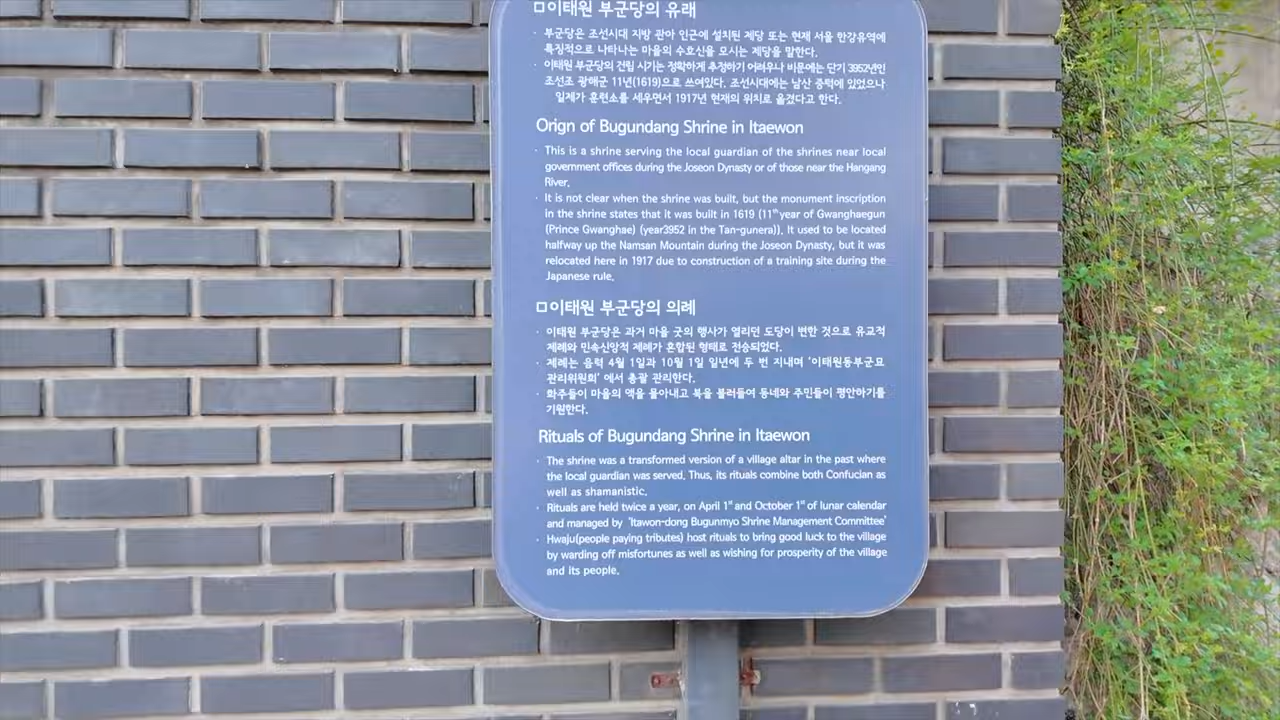 □이태원 부군당의 유래
· 부군당은 조선시대 지방 관아 인근에 설치된 제당 또는 현재 서울 한강유역에
특징적으로 나타나는 마을의 수호신을 모시는 제당을 말한다.
· 이태원 부군당의 건립 시기는 정확하게 추정하기 어려우나 비문에는 단기 3952년인
조선조 광해군 11년(1619)으로 쓰여있다. 조선시대에는 남산 중턱에 있었으나
일제가 훈련소를 세우면서 1917년 현재의 위치로 옮겼다고 한다.
Orign of Bugundang Shrine in Itaewon
· This is a shrine serving the local guardian of the shrines near local
government offices during the Joseon Dynasty or of those near the Hangang
River.
· It is not clear when the shrine was built, but the monument inscription
in the shrine states that it was built in 1619 (11th year of Gwanghaegun
(Prince Gwanghae) (year3952 in the Tan-gunera)). It used to be located
halfway up the Namsan Mountain during the Joseon Dynasty, but it was
relocated here in 1917 due to construction of a training site during the
Japanese rule.
□이태원 부군당의 의례
· 이태원 부군당은 과거 마을 굿의 행사가 열리던 도당이 변한 것으로 유교적
제례와 민속신앙적 제례가 혼합된 형태로 전승되었다.
· 제례는 음력 4월 1일과 10월 1일 일년에 두 번 지내며 '이태원동부군묘
관리위원회' 에서 총괄 관리한다.
· 화주들이 마을의 액을 몰아내고 복을 불러들여 동네와 주민들이 평안하기를
기원한다.
Rituals of Bugundang Shrine in Itaewon
· The shrine was a transformed version of a village altar in the past where
the local guardian was served. Thus, its rituals combine both Confucian as
well as shamanistic.
· Rituals are held twice a year, on April 1st and October 1st of lunar calendar
and managed by 'Itawon-dong Bugunmyo Shrine Management Committee'
· Hwaju(people paying tributes) host rituals to bring good luck to the village
by warding off misfortunes as well as wishing for prosperity of the village
and its people.